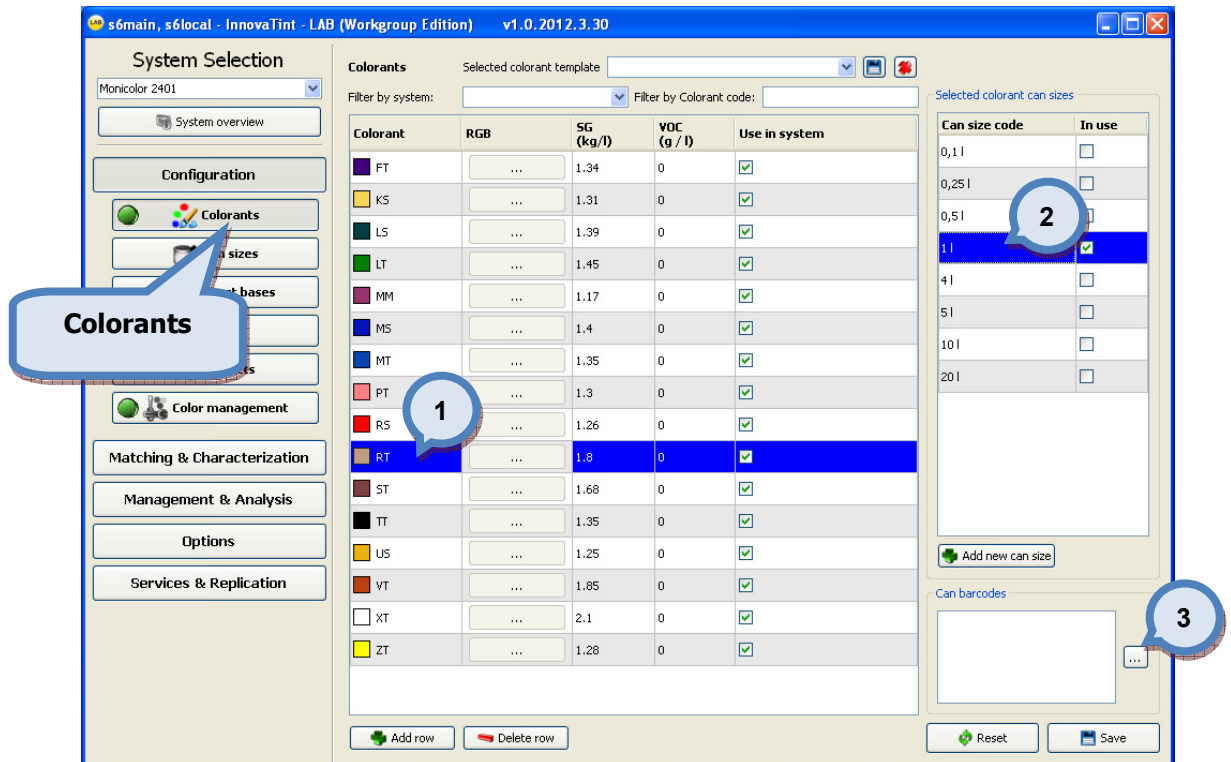 s6main, s6local - InnovaTint - LAB (Workgroup Edition) v1.0.2012.3.30
System Selection
Monicolor 2401
System overview
Configuration
Colorants
sizes
t bases
ts
Color management
Matching & Characterization
Management & Analysis
Options
Services & Replication
Colorants
Colorants Selected colorant template
Filter by system: Filter by Colorant code:
Colorant RGB SG (kg/l) VOC (g / l) Use in system
FT ... 1.34 0
KS ... 1.31 0
LS ... 1.39 0
LT ... 1.45 0
MM ... 1.17 0
MS ... 1.4 0
MT ... 1.35 0
PT ... 1.3 0
RS ... 1.26 0
RT ... 1.8 0
ST ... 1.68 0
TT ... 1.35 0
US ... 1.25 0
VT ... 1.85 0
XT ... 2.1 0
ZT ... 1.28 0
1
Add row Delete row
Selected colorant can sizes
Can size code In use
0,1 l
0,25 l
0,5 l
1 l
4 l
5 l
10 l
20 l
2
Add new can size
Can barcodes
...
3
Reset Save